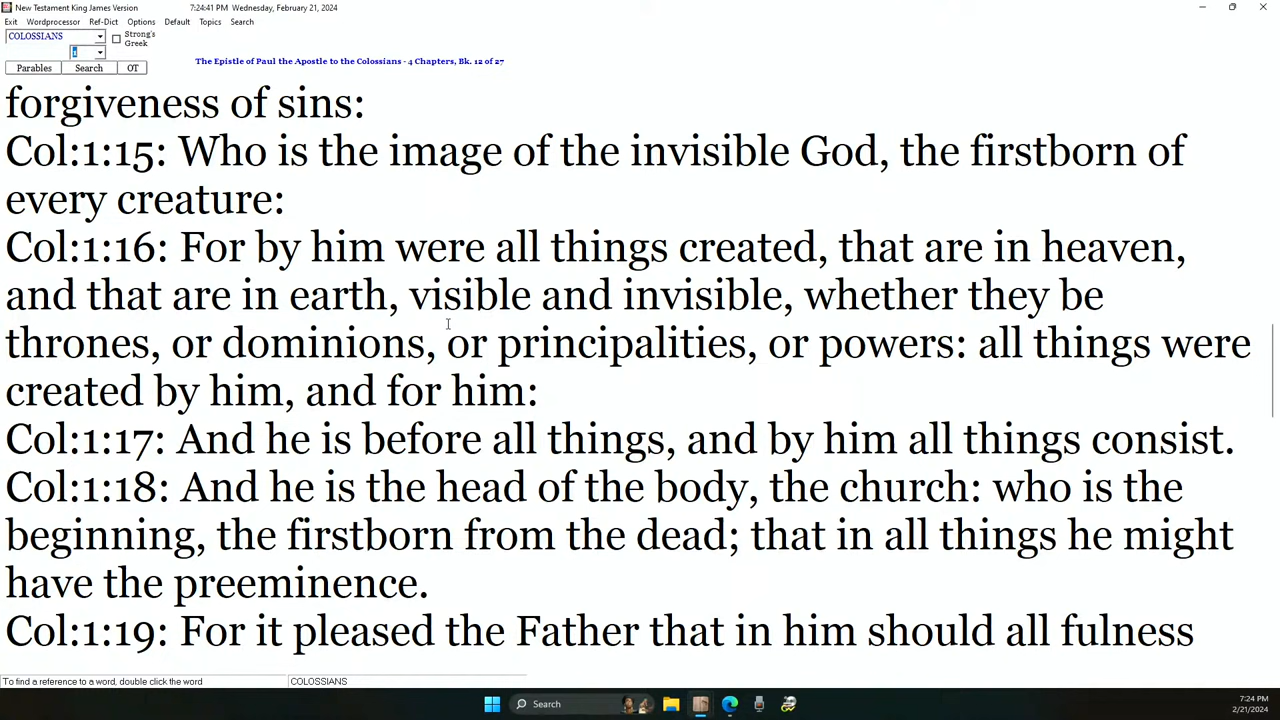 New Testament King James Version 7:24:41 PM Wednesday, February 21, 2024
Exit Wordprocessor Ref-Dict Options Default Topics Search
COLOSSIANS
Strong's
Greek
1
The Epistle of Paul the Apostle to the Colossians - 4 Chapters, Bk. 12 of 27
Parables Search OT
forgiveness of sins:
Col:1:15: Who is the image of the invisible God, the firstborn of
every creature:
Col:1:16: For by him were all things created, that are in heaven,
and that are in earth, visible and invisible, whether they be
thrones, or dominions, or principalities, or powers: all things were
created by him, and for him:
Col:1:17: And he is before all things, and by him all things consist.
Col:1:18: And he is the head of the body, the church: who is the
beginning, the firstborn from the dead; that in all things he might
have the preeminence.
Col:1:19: For it pleased the Father that in him should all fulness
To find a reference to a word, double click the word COLOSSIANS
Search
7:24 PM
2/21/2024